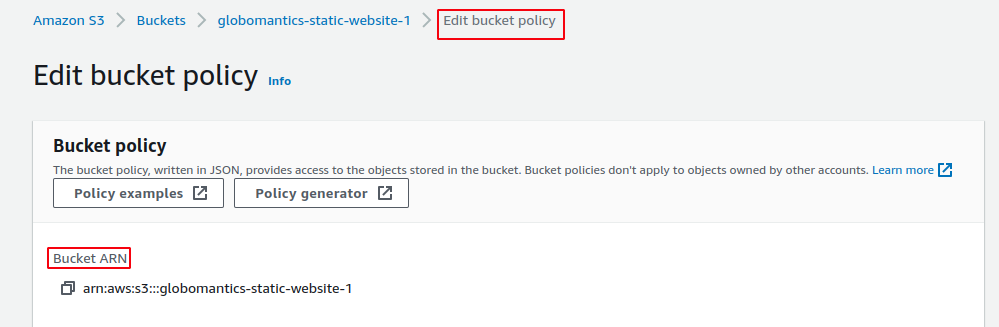 Amazon S3 > Buckets > globomantics-static-website-1 > Edit bucket policy
Edit bucket policy Info
Bucket policy
The bucket policy, written in JSON, provides access to the objects stored in the bucket. Bucket policies don't apply to objects owned by other accounts. Learn more
Policy examples Policy generator
Bucket ARN
arn:aws:s3:::globomantics-static-website-1